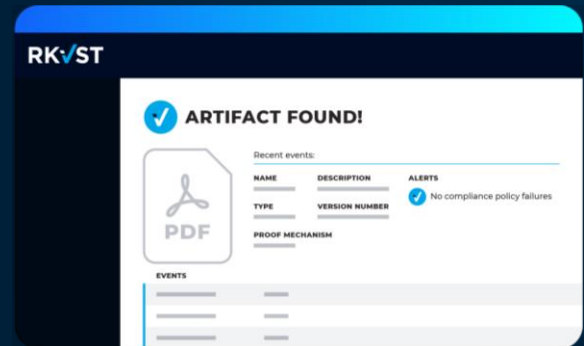 RKVST
ARTIFACT FOUND!
Recent events:
NAME DESCRIPTION ALERTS
No compliance policy failures
TYPE VERSION NUMBER
PDF
PROOF MECHANISM
EVENTS